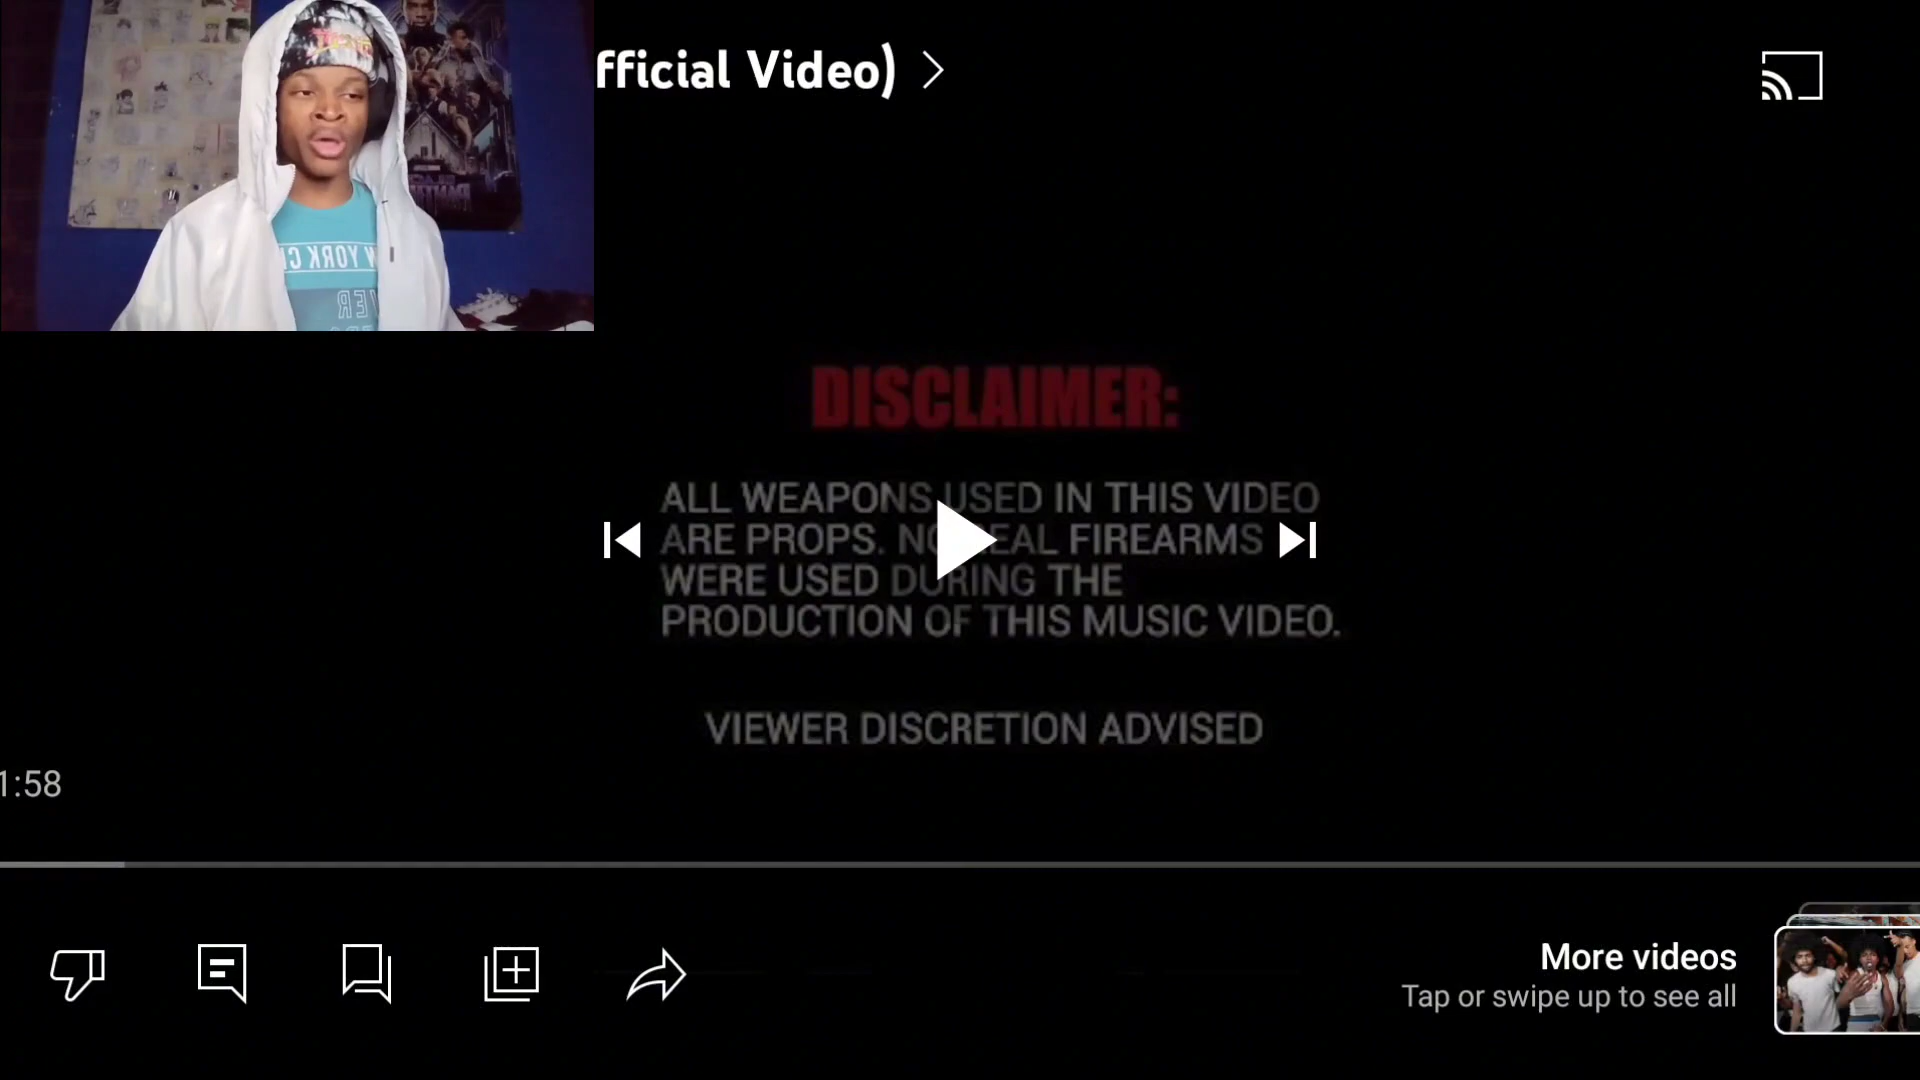 fficial Video)
DISCLAIMER:
ALL WEAPONS USED IN THIS VIDEO
ARE PROPS. NO REAL FIREARMS
WERE USED DURING THE
PRODUCTION OF THIS MUSIC VIDEO.
VIEWER DISCRETION ADVISED
1:58
More videos
Tap or swipe up to see all